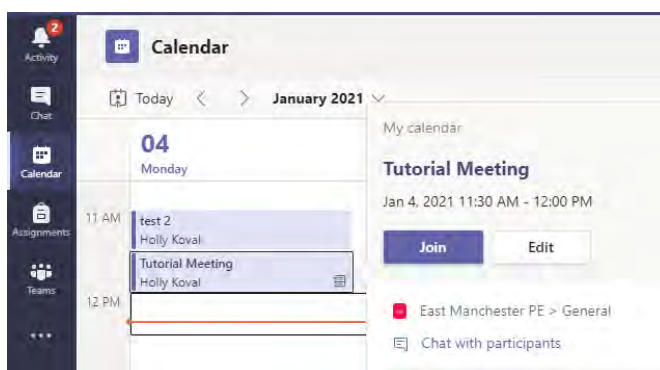 2
Activity
Chat
Calendar
Assignments
Teams
Calendar
Today < > January 2021
04
Monday
11 AM
test 2
Holly Koval
Tutorial Meeting
Holly Koval
12 PM
My calendar
Tutorial Meeting
Jan 4, 2021 11:30 AM - 12:00 PM
Join Edit
East Manchester PE > General
Chat with participants